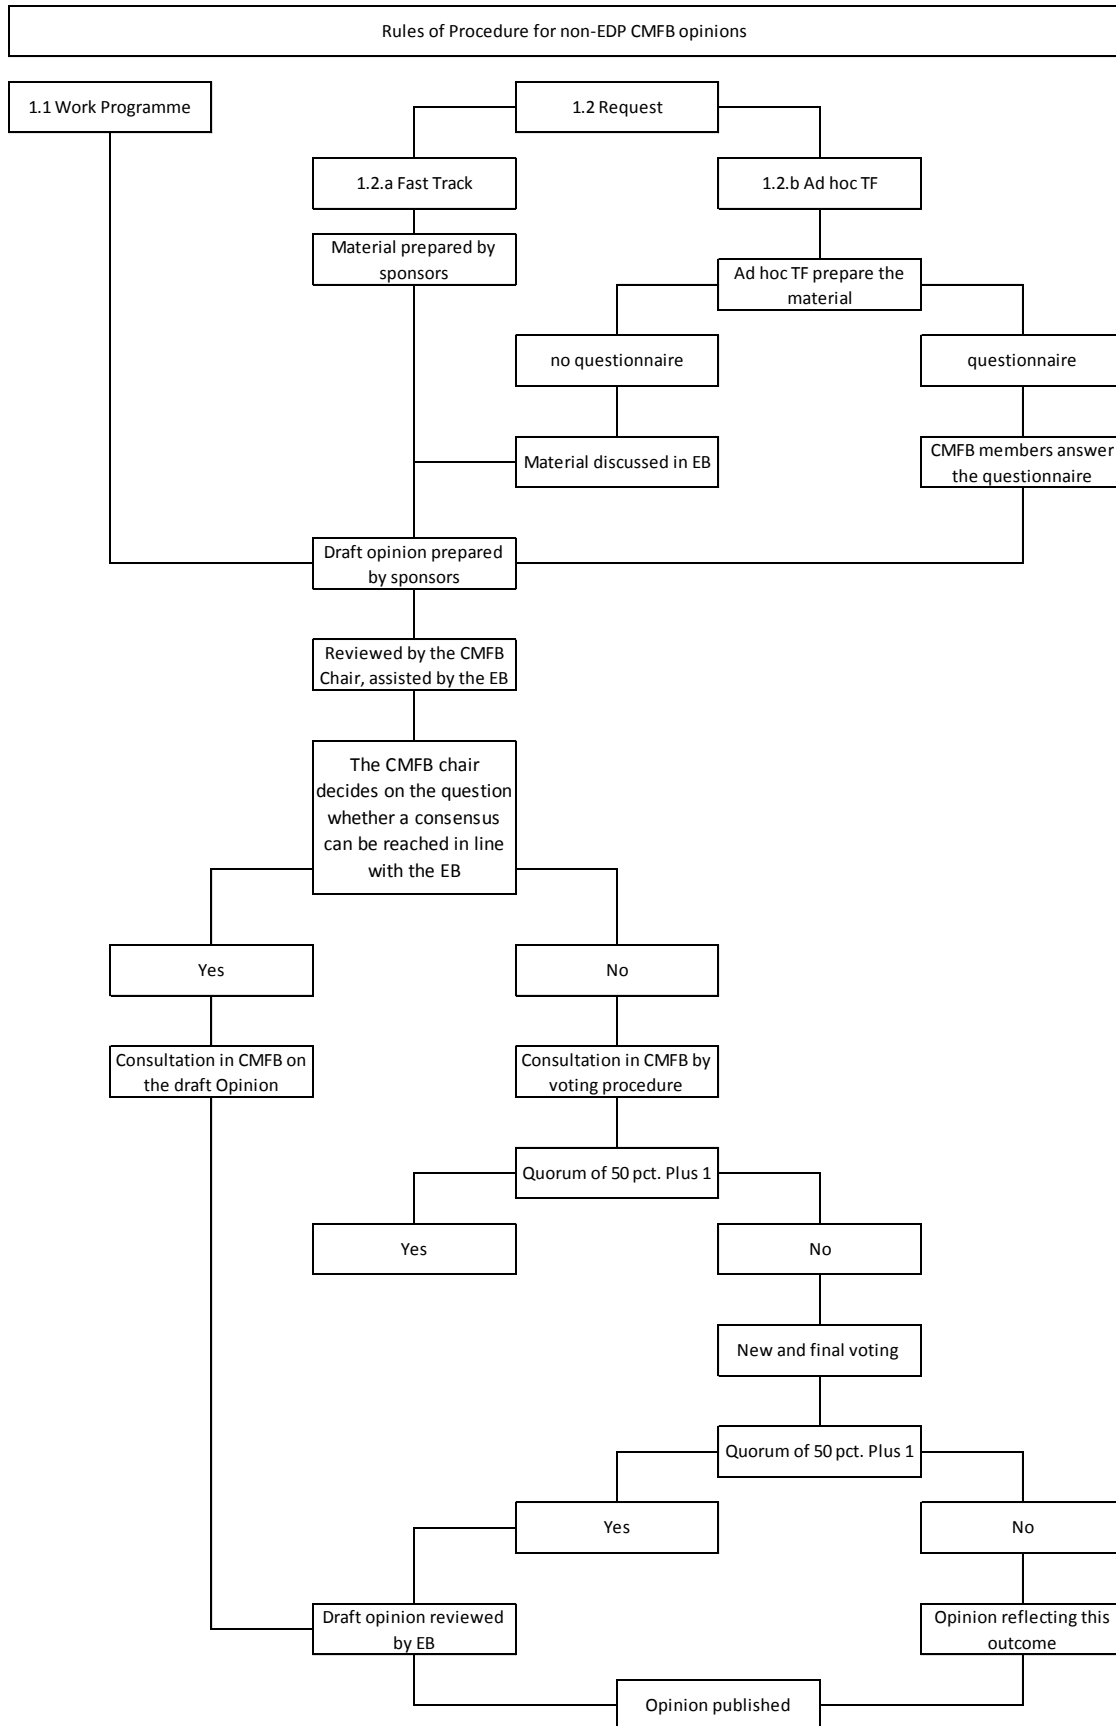 Rules of Procedure for non-EDP CMFB opinions
1.1 Work Programme
1.2 Request
1.2.a Fast Track
1.2.b Ad hoc TF
Material prepared by
sponsors
Ad hoc TF prepare the
material
no questionnaire
questionnaire
Material discussed in EB
CMFB members answer
the questionnaire
Draft opinion prepared
by sponsors
Reviewed by the CMFB
Chair, assisted by the EB
The CMFB chair
decides on the question
whether a consensus
can be reached in line
with the EB
Yes
No
Consultation in CMFB on
the draft Opinion
Consultation in CMFB by
voting procedure
Quorum of 50 pct. Plus 1
Yes
No
New and final voting
Quorum of 50 pct. Plus 1
Yes
No
Draft opinion reviewed
by EB
Opinion reflecting this
outcome
Opinion published